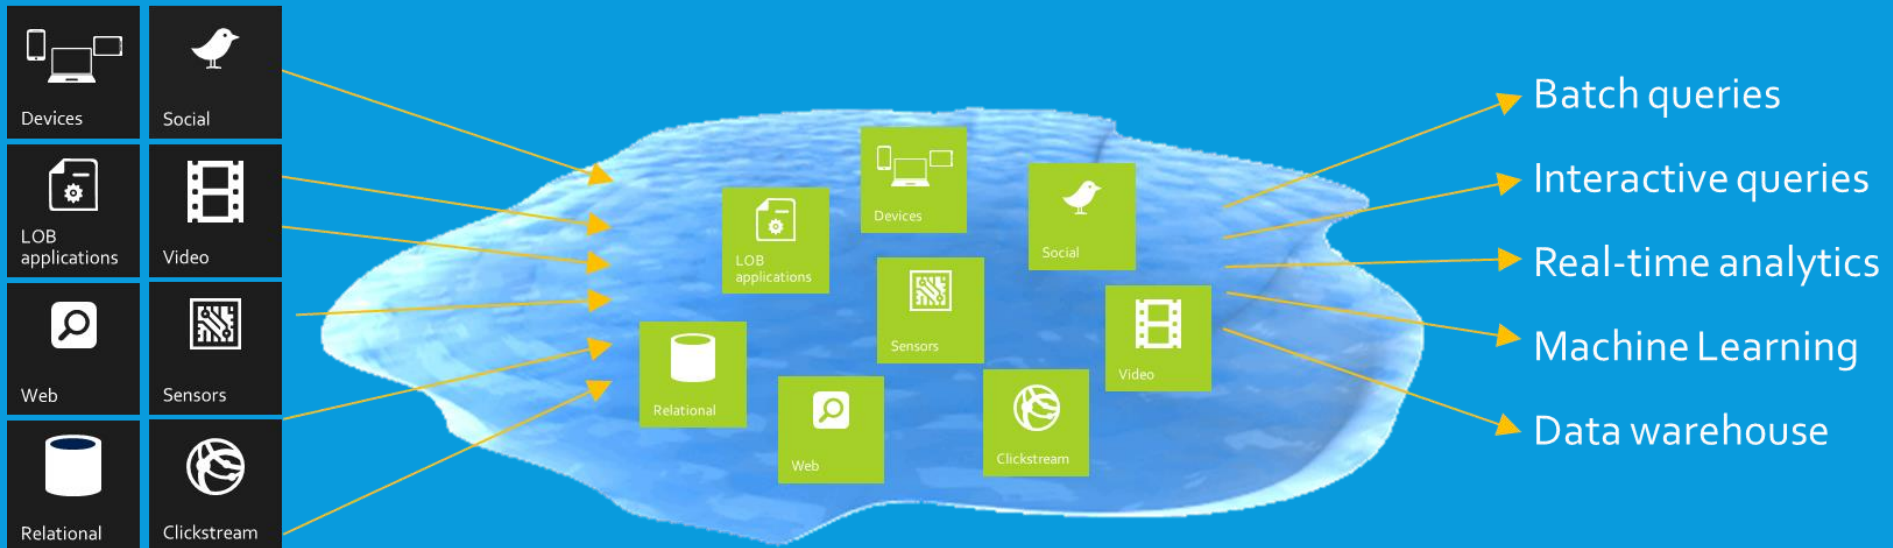 Devices
Social
LOB
applications
Video
Web
Sensors
Relational
Clickstream
Devices
LOB
applications
Social
Sensors
Video
Relational
Web
Clickstream
Batch queries
Interactive queries
Real-time analytics
Machine Learning
Data warehouse